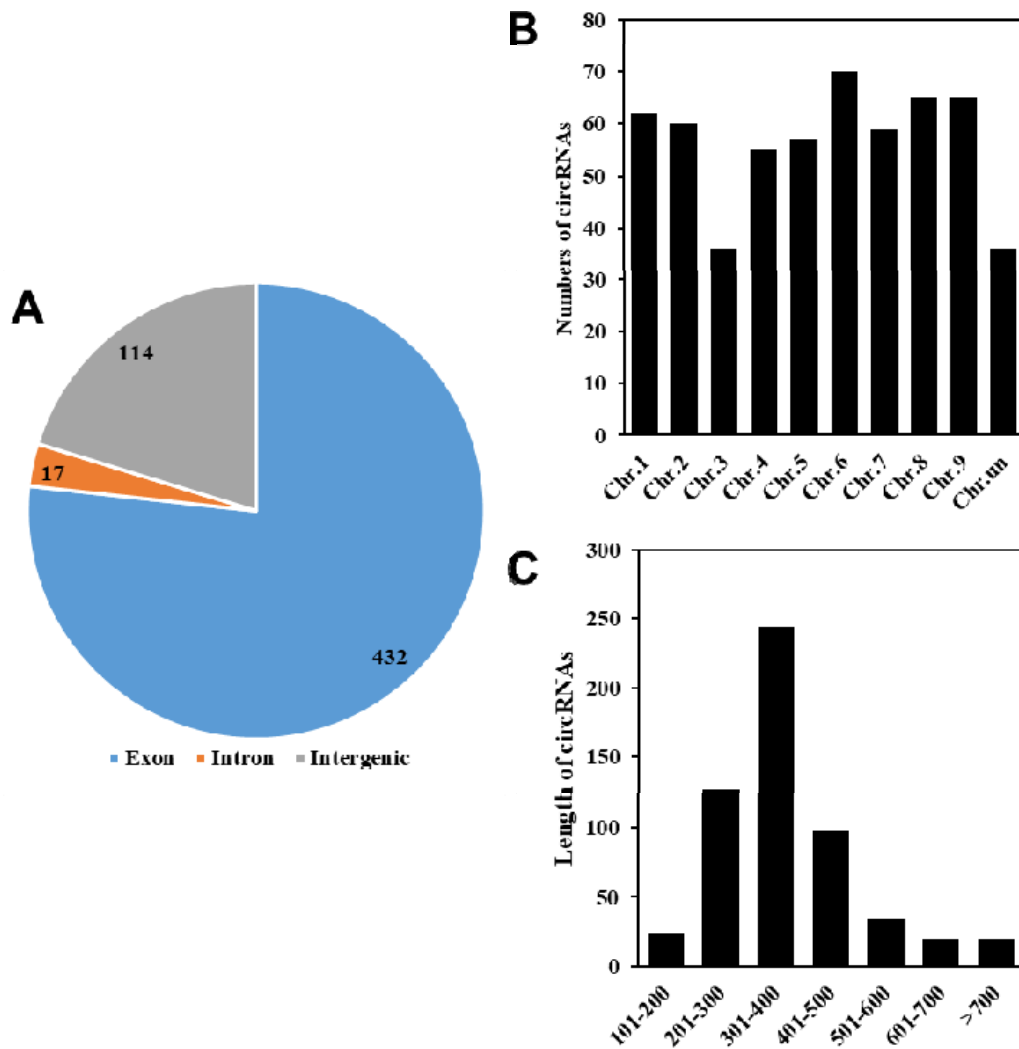 A
114
17
432
Exon Intron Intergenic
B
Numbers of circRNAs
80
70
60
50
40
30
20
10
0
Chr.1 Chr.2 Chr.3 Chr.4 Chr.5 Chr.6 Chr.7 Chr.8 Chr.9 Chr.un
C
Length of circRNAs
300
250
200
150
100
50
0
101-200 201-300 301-400 401-500 501-600 601-700 >700